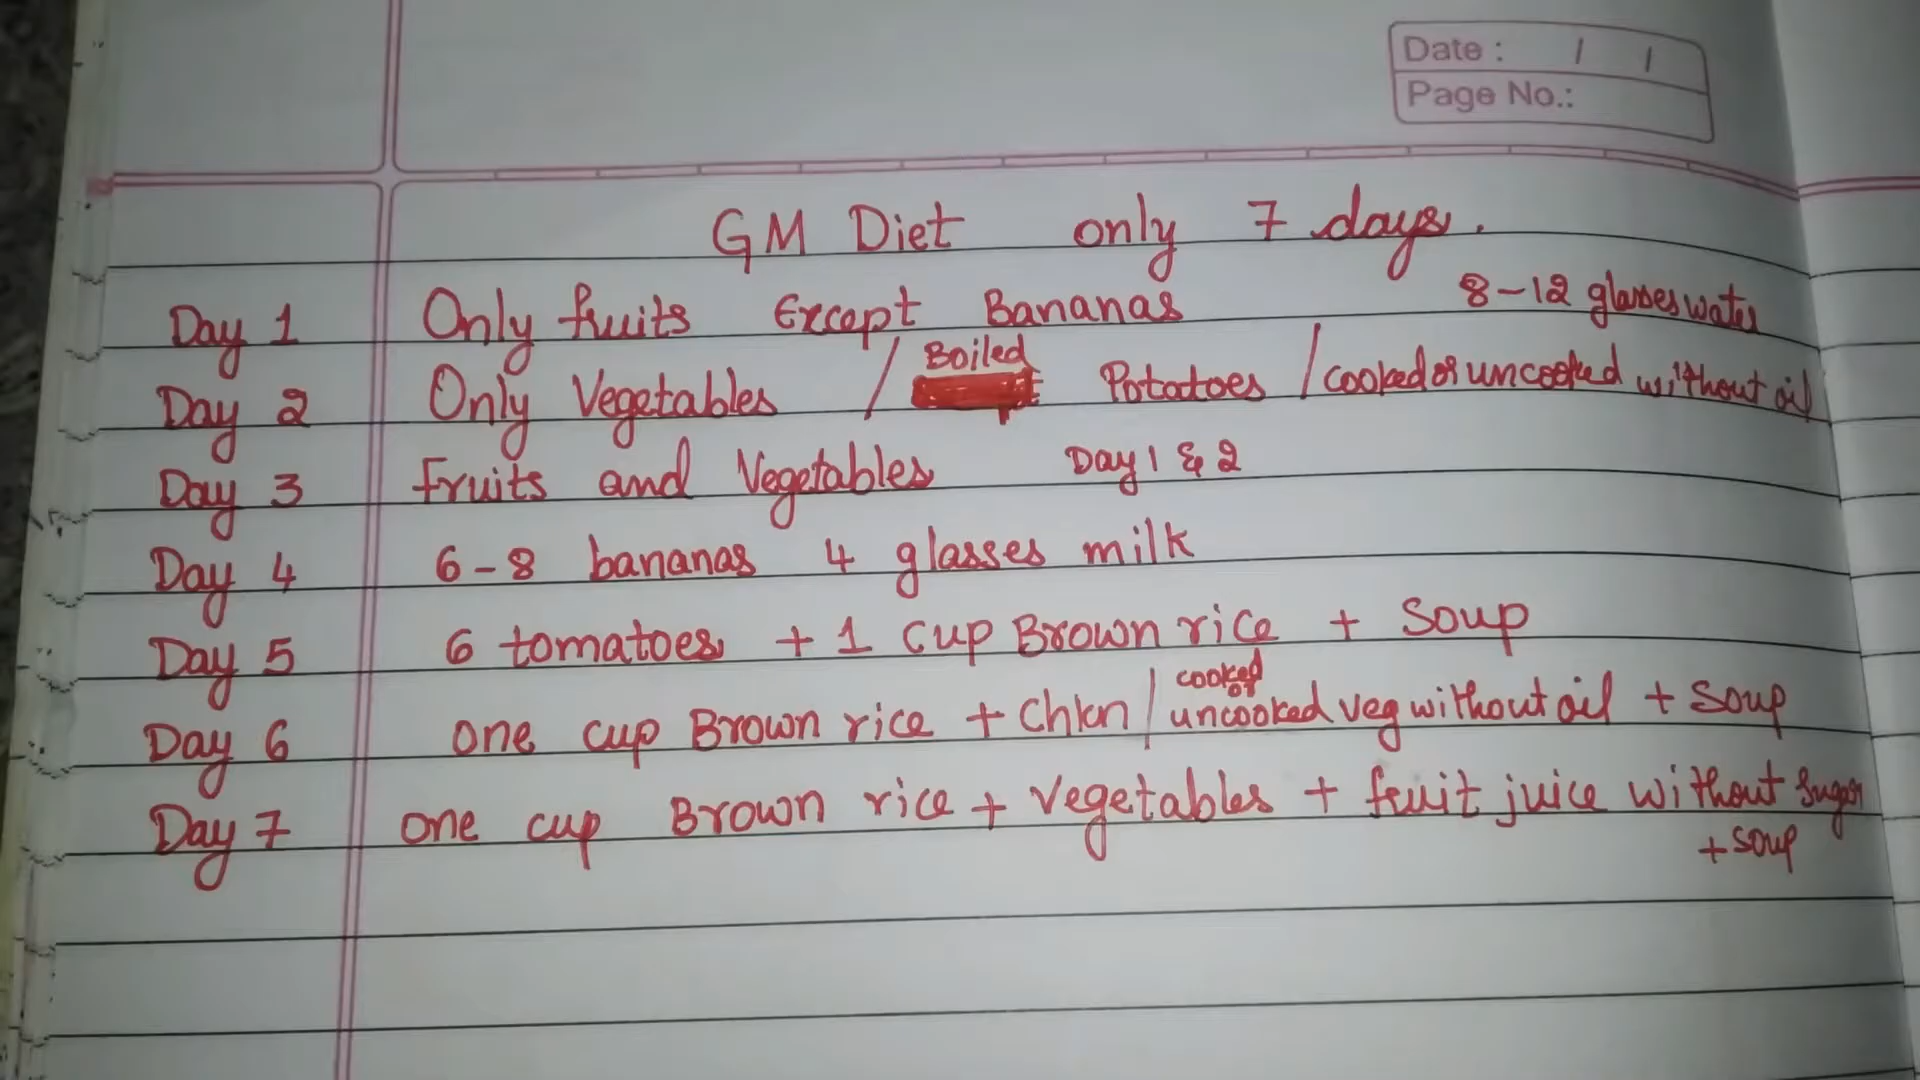 Date : / /
Page No.:
GM Diet only 7 days.
Day 1 Only fruits Except Bananas 8-12 glasses water
Day 2 Only Vegetables / Boiled Potatoes / cooked or uncooked without oil
Day 3 Fruits and Vegetables Day 1 & 2
Day 4 6-8 bananas 4 glasses milk
Day 5 6 tomatoes + 1 cup Brown rice + Soup
Day 6 one cup Brown rice + Chkn / cooked or uncooked veg without oil + Soup
Day 7 one cup Brown rice + Vegetables + fruit juice without Sugar
+ Soup